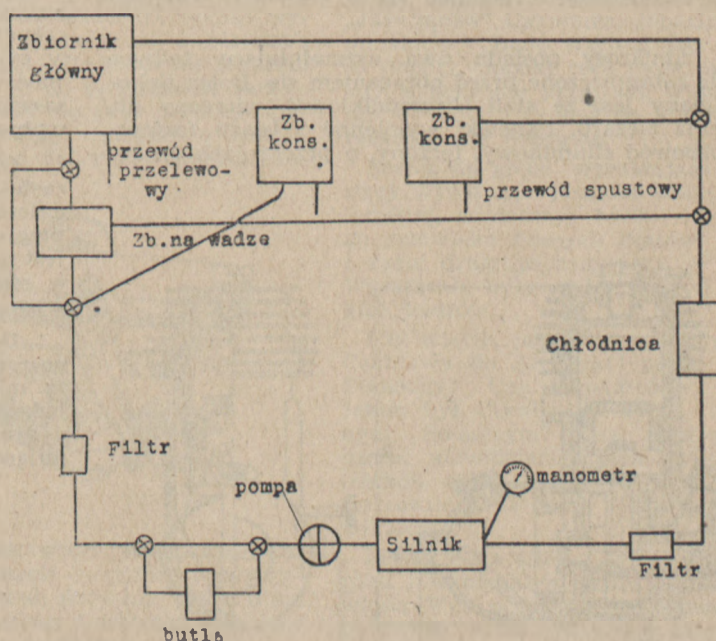 Zbiornik
główny
Zb.
kons.
Zb.
kons.
przewód
przelewo-
wy
przewód spustowy
Zb.na wadze
Chłodnica
Filtr
pompa
manometr
Silnik
Filtr
butla